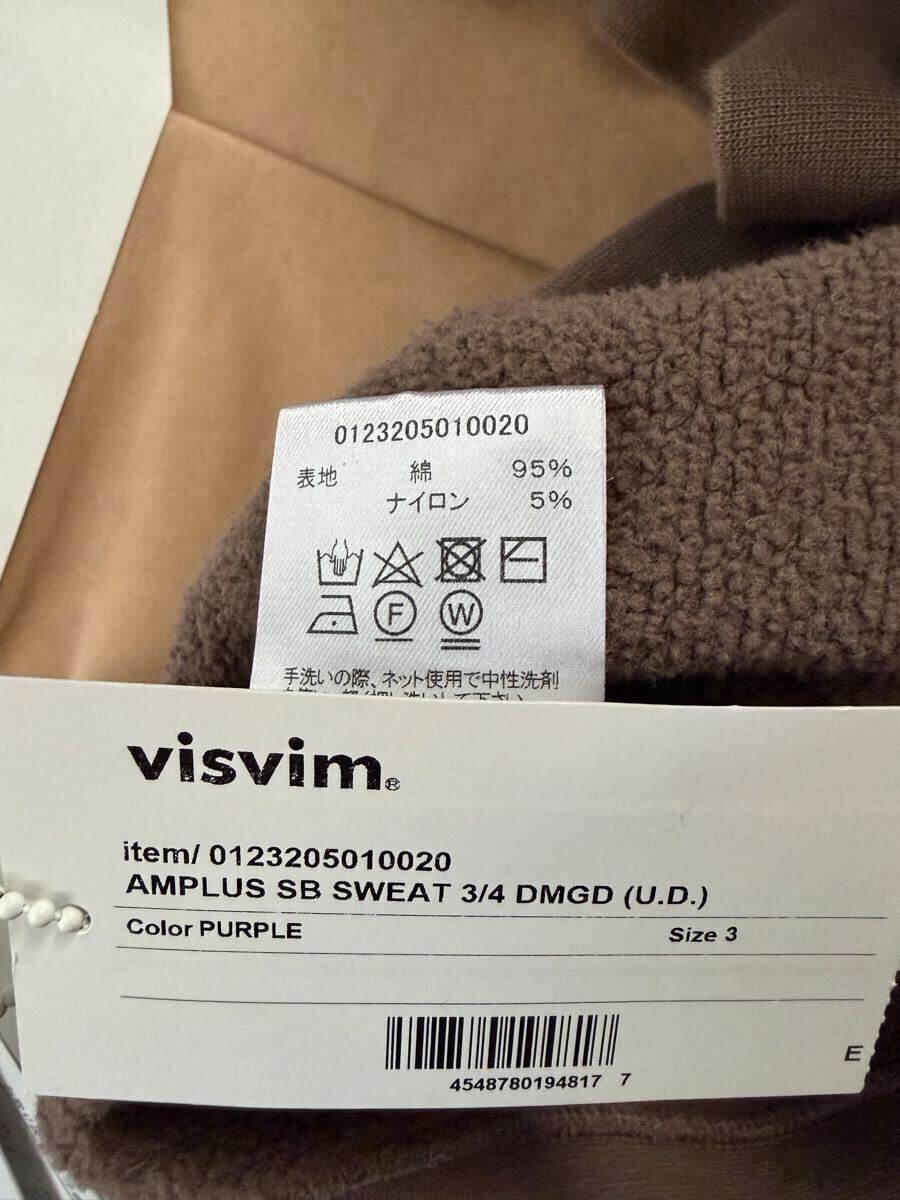 0123205010020
表地 綿 95%
ナイロン 5%
F W
手洗いの際、ネット使用で中性洗剤
visvim®
item/ 0123205010020
AMPLUS SB SWEAT 3/4 DMGD (U.D.)
Color PURPLE Size 3
E
4548780194817 7